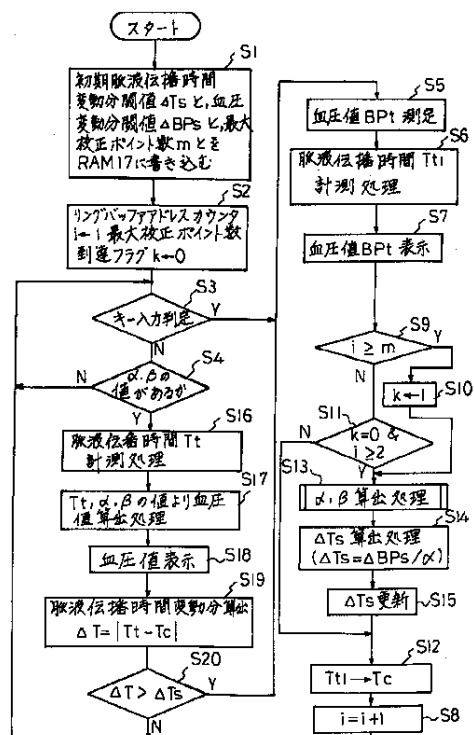 スタート
S1
初期脈波伝播時間
変動分閾値ΔTsと,血圧
変動分閾値ΔBPsと,最大
校正ポイント数mとを
RAM17に書き込む
S2
リングバッファアドレスカウンタ
i←1 最大校正ポイント数
到達フラグk←0
S3
キー入力判定
Y
N
S4
α.βの
値があるか
N
Y
S16
脈波伝播時間Tt
計測処理
S17
Tt,α,βの値より血圧
値算出処理
S18
血圧値表示
S19
脈波伝播時間変動分算出
ΔT=|Tt-Tc|
S20
ΔT>ΔTs
Y
N
S5
血圧値BPt測定
S6
脈波伝播時間Tt1
計測処理
S7
血圧値BPt表示
S9
i≥m
Y
N
S10
k←1
S11
k=0&
i≥2
N
Y
S13
α,β算出処理
S14
ΔTs算出処理
(ΔTs=ΔBPs/α)
S15
ΔTs更新
S12
Tt1→Tc
S8
i=i+1